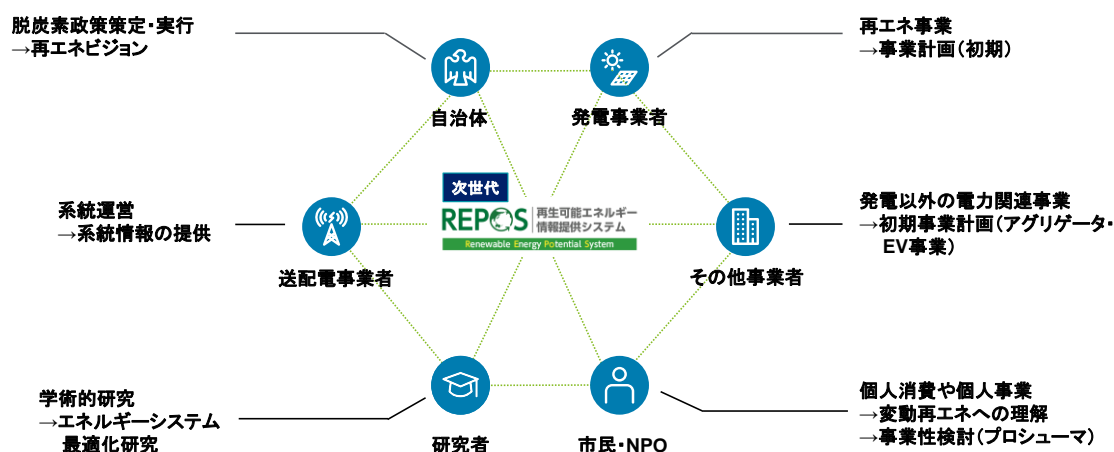 脱炭素政策策定・実行
→再エネビジョン
再エネ事業
→事業計画（初期）
自治体
発電事業者
次世代
REPOS
再生可能エネルギー
情報提供システム
Renewable Energy Potential System
系統運営
→系統情報の提供
発電以外の電力関連事業
→初期事業計画（アグリゲータ・
EV事業）
送配電事業者
その他事業者
学術的研究
→エネルギーシステム
最適化研究
個人消費や個人事業
→変動再エネへの理解
→事業性検討（プロシューマ）
研究者
市民・NPO